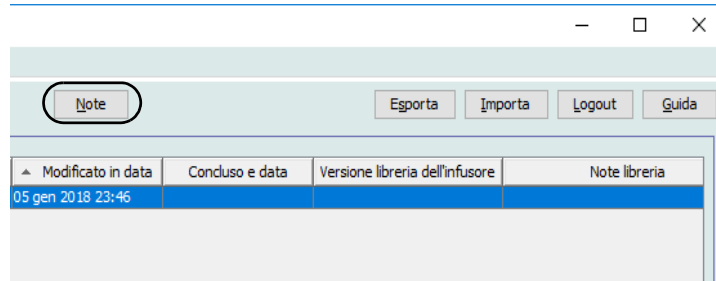 Note Esporta Importa Logout Guida
Modificato in data Concluso e data Versione libreria dell'infusore Note libreria
05 gen 2018 23:46